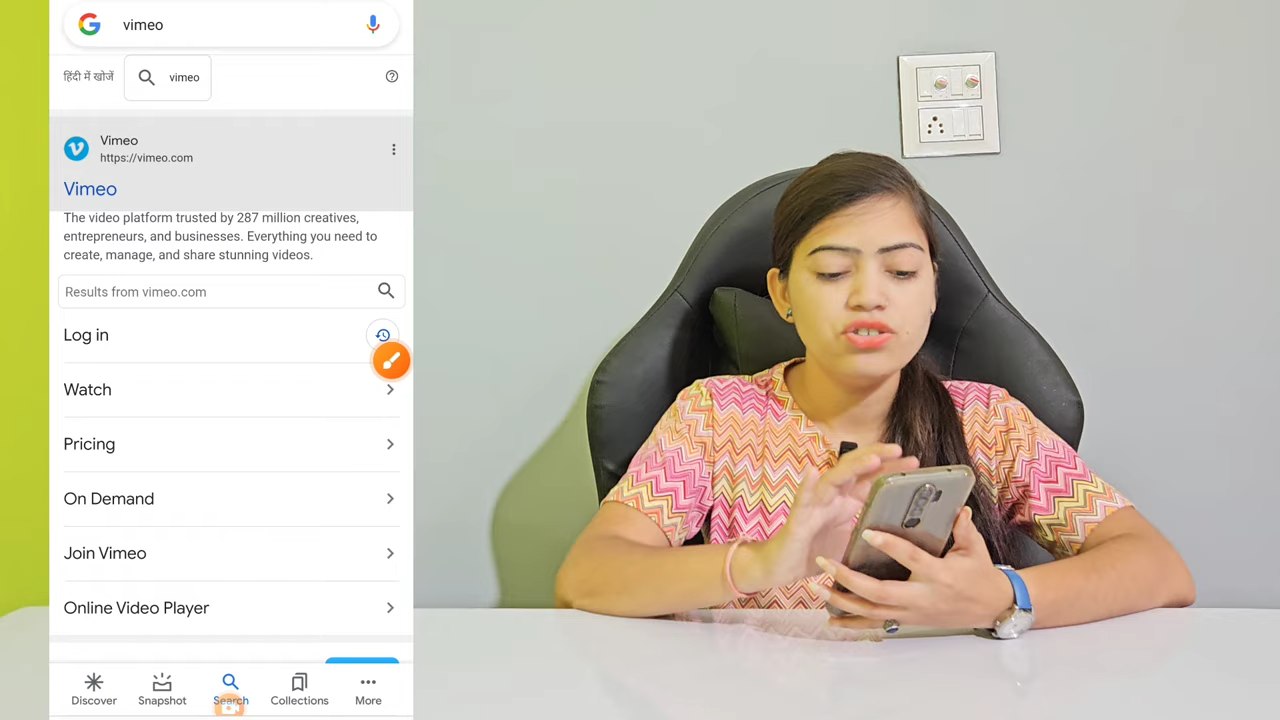 vimeo
हिंदी में खोजें
vimeo
Vimeo
https://vimeo.com
Vimeo
The video platform trusted by 287 million creatives,
entrepreneurs, and businesses. Everything you need to
create, manage, and share stunning videos.
Results from vimeo.com
Log in
Watch
Pricing
On Demand
Join Vimeo
Online Video Player
Discover
Snapshot
Search
Collections
More